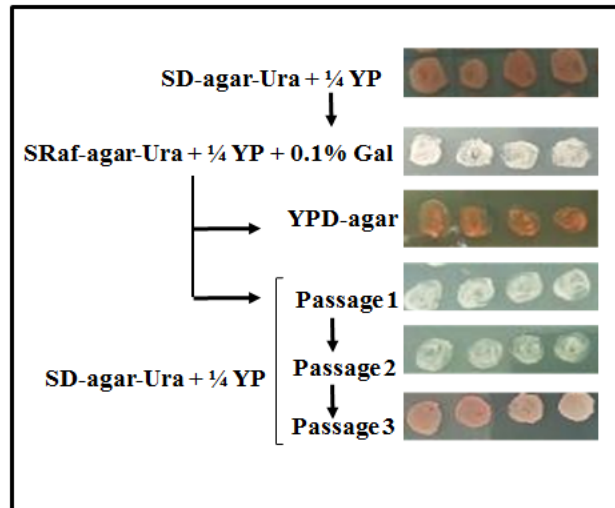 SD-agar-Ura + ¼ YP
SRaf-agar-Ura + ¼ YP + 0.1% Gal
YPD-agar
Passage 1
SD-agar-Ura + ¼ YP
Passage 2
Passage 3